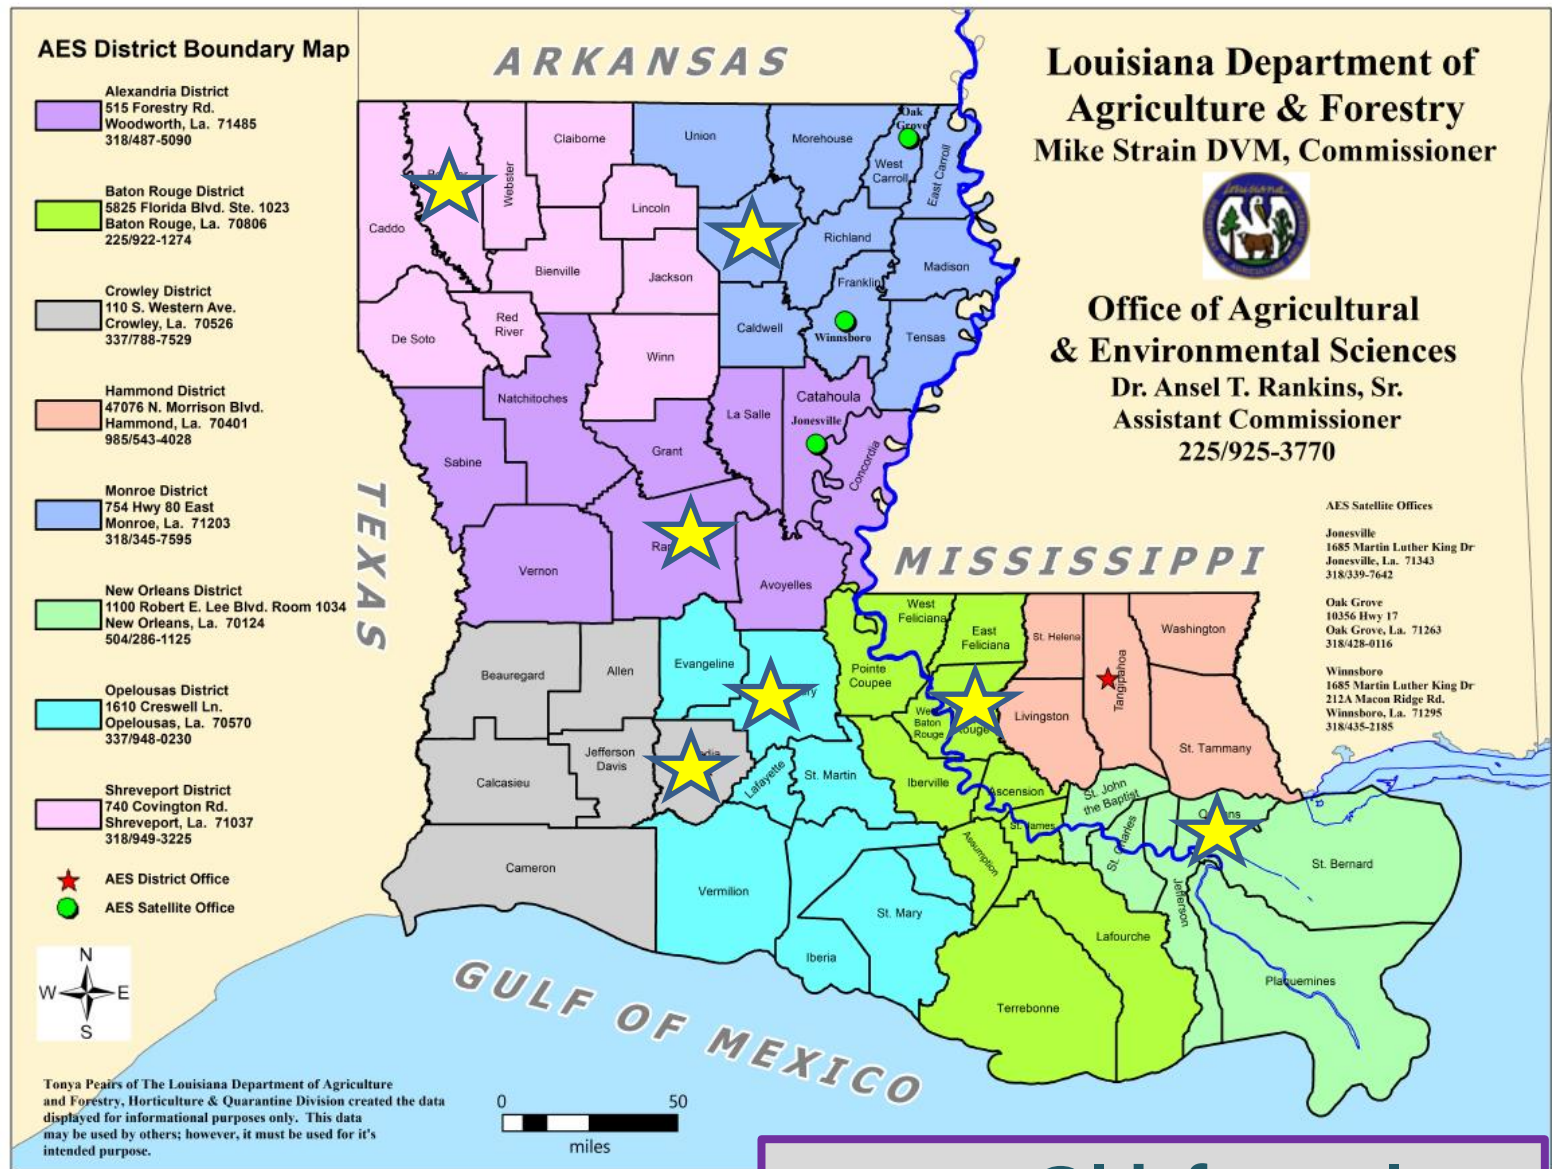 AES District Boundary Map
Alexandria District
515 Forestry Rd.
Woodworth, La. 71485
318/487-5090
Baton Rouge District
5825 Florida Blvd. Ste. 1023
Baton Rouge, La. 70806
225/922-1274
Crowley District
110 S. Western Ave.
Crowley, La. 70526
337/788-7529
Hammond District
47076 N. Morrison Blvd.
Hammond, La. 70401
985/543-4028
Monroe District
754 Hwy 80 East
Monroe, La. 71203
318/345-7595
New Orleans District
1100 Robert E. Lee Blvd. Room 1034
New Orleans, La. 70124
504/286-1125
Opelousas District
1610 Creswell Ln.
Opelousas, La. 70570
337/948-0230
Shreveport District
740 Covington Rd.
Shreveport, La. 71037
318/949-3225
AES District Office
AES Satellite Office
N
W E
S
Tonya Peairs of The Louisiana Department of Agriculture
and Forestry, Horticulture & Quarantine Division created the data
displayed for informational purposes only. This data
may be used by others; however, it must be used for it's
intended purpose.
0 50
miles
ARKANSAS
TEXAS
MISSISSIPPI
GULF OF MEXICO
Louisiana Department of
Agriculture & Forestry
Mike Strain DVM, Commissioner
Louisiana
Office of Agricultural
& Environmental Sciences
Dr. Ansel T. Rankins, Sr.
Assistant Commissioner
225/925-3770
AES Satellite Offices
Jonesville
1685 Martin Luther King Dr
Jonesville, La. 71343
318/339-7642
Oak Grove
10356 Hwy 17
Oak Grove, La. 71263
318/428-0116
Winnsboro
1685 Martin Luther King Dr
212A Macon Ridge Rd.
Winnsboro, La. 71295
318/435-2185
Caddo
Webster
Claiborne
Union
Morehouse
Oak
Grove
West
Carroll
East Carroll
Lincoln
Bienville
Jackson
Richland
Madison
Franklin
Winnsboro
Tensas
Caldwell
De Soto
Red
River
Winn
Natchitoches
Sabine
Grant
La Salle
Catahoula
Jonesville
Concordia
Vernon
Avoyelles
Beauregard
Allen
Evangeline
Calcasieu
Jefferson
Davis
Lafayette
St. Martin
Cameron
Vermilion
Iberia
St. Mary
Pointe
Coupee
West
Feliciana
East
Feliciana
Baton
Rouge
Iberville
Ascension
St. James
Assumption
Terrebonne
Lafourche
St. Helena
Tangipahoa
Washington
Livingston
St. Tammany
St. John
the Baptist
St. Charles
Jefferson
St. Bernard
Plaquemines